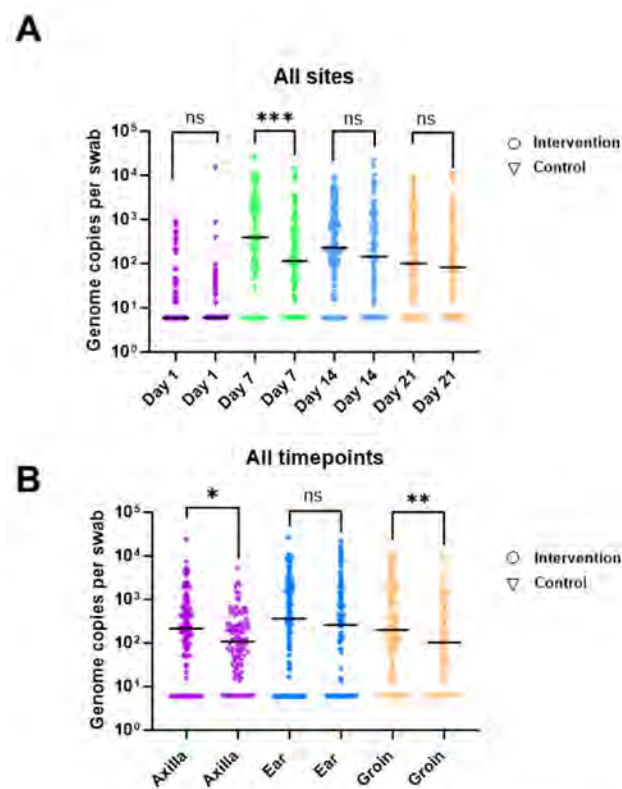 A
All sites
ns
***
ns
ns
Genome copies per swab
10⁵
10⁴
10³
10²
10¹
10⁰
Day 1
Day 1
Day 7
Day 7
Day 14
Day 14
Day 21
Day 21
Intervention
Control
B
All timepoints
*
ns
**
Genome copies per swab
10⁵
10⁴
10³
10²
10¹
10⁰
Axilla
Axilla
Ear
Ear
Groin
Groin
Intervention
Control